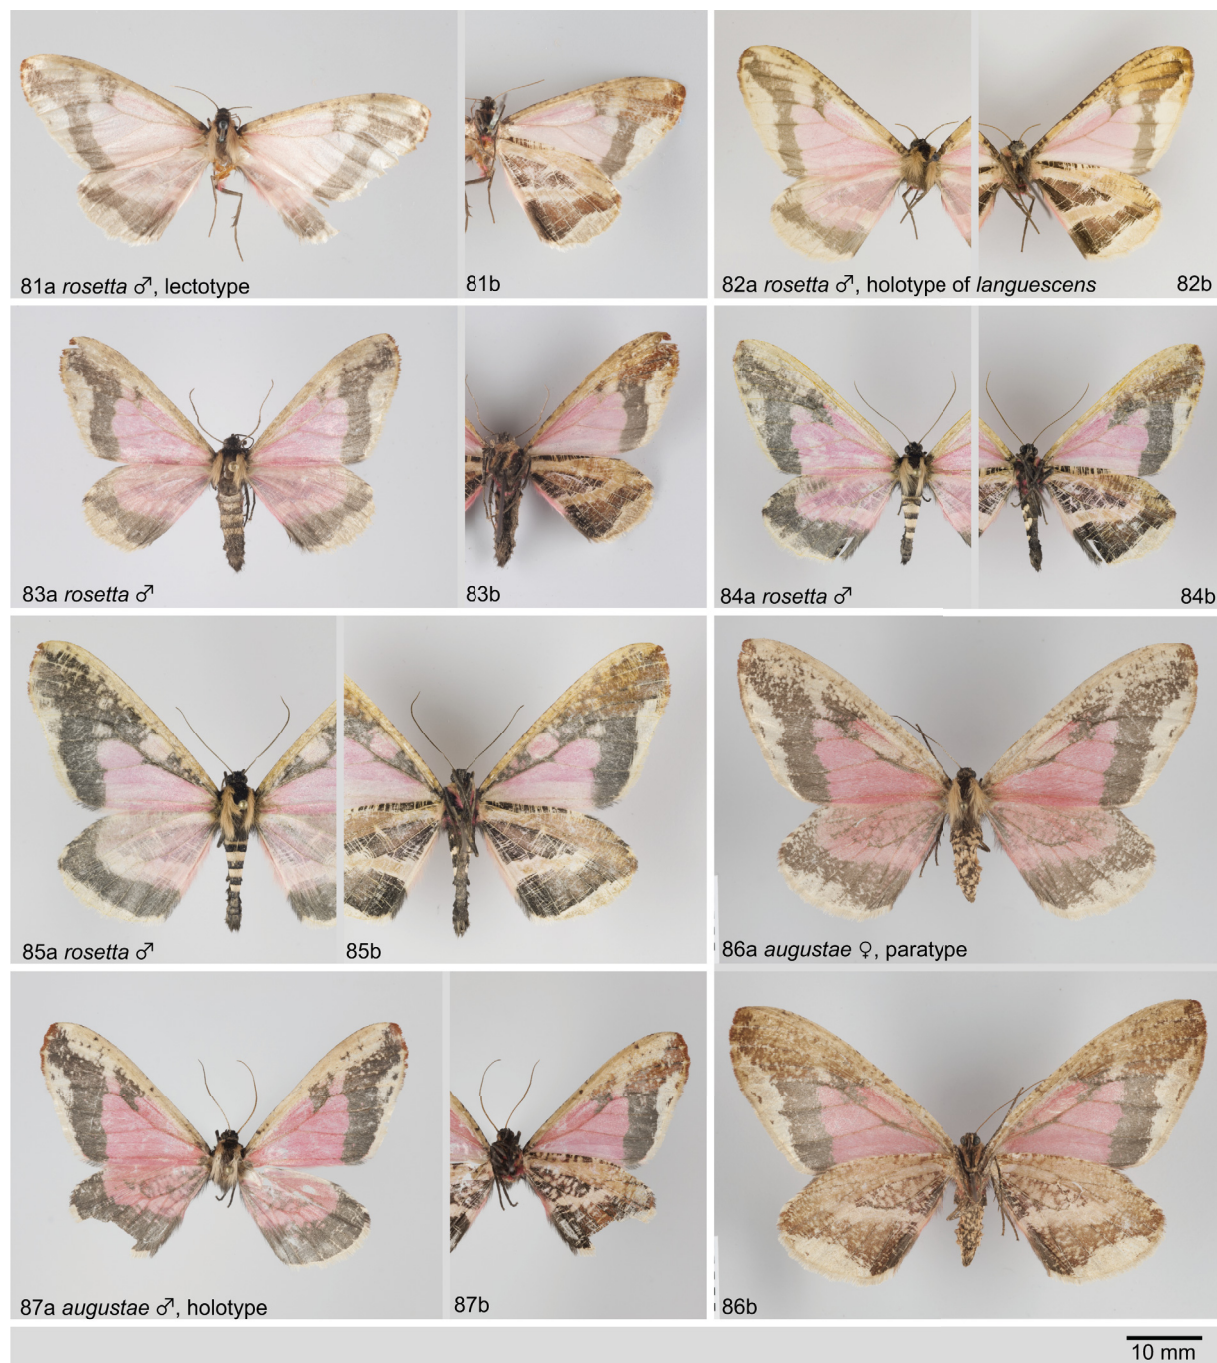 81a rosetta ♂, lectotype
81b
82a rosetta ♂, holotype of languescens
82b
83a rosetta ♂
83b
84a rosetta ♂
84b
85a rosetta ♂
85b
86a augustae ♀, paratype
87a augustae ♂, holotype
87b
86b
10 mm